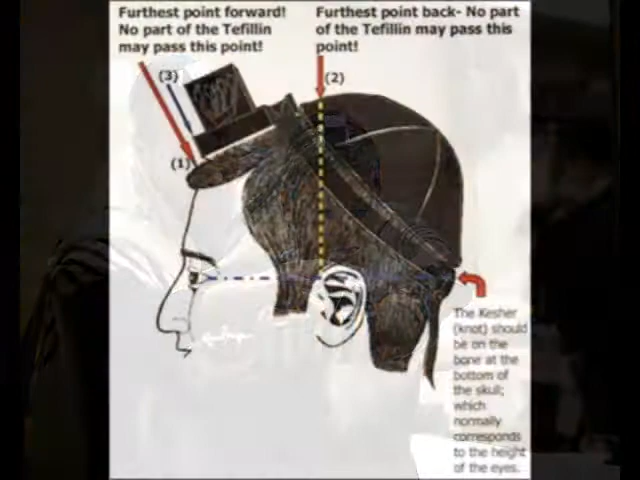 Furthest point forward!
No part of the Tefillin
may pass this point!
Furthest point back- No part
of the Tefillin may pass this
point!
(3)
(2)
(1)
The Kesher
(knot) should
be on the
bone at the
bottom of
the skull;
which
normally
corresponds
to the height
of the eyes.